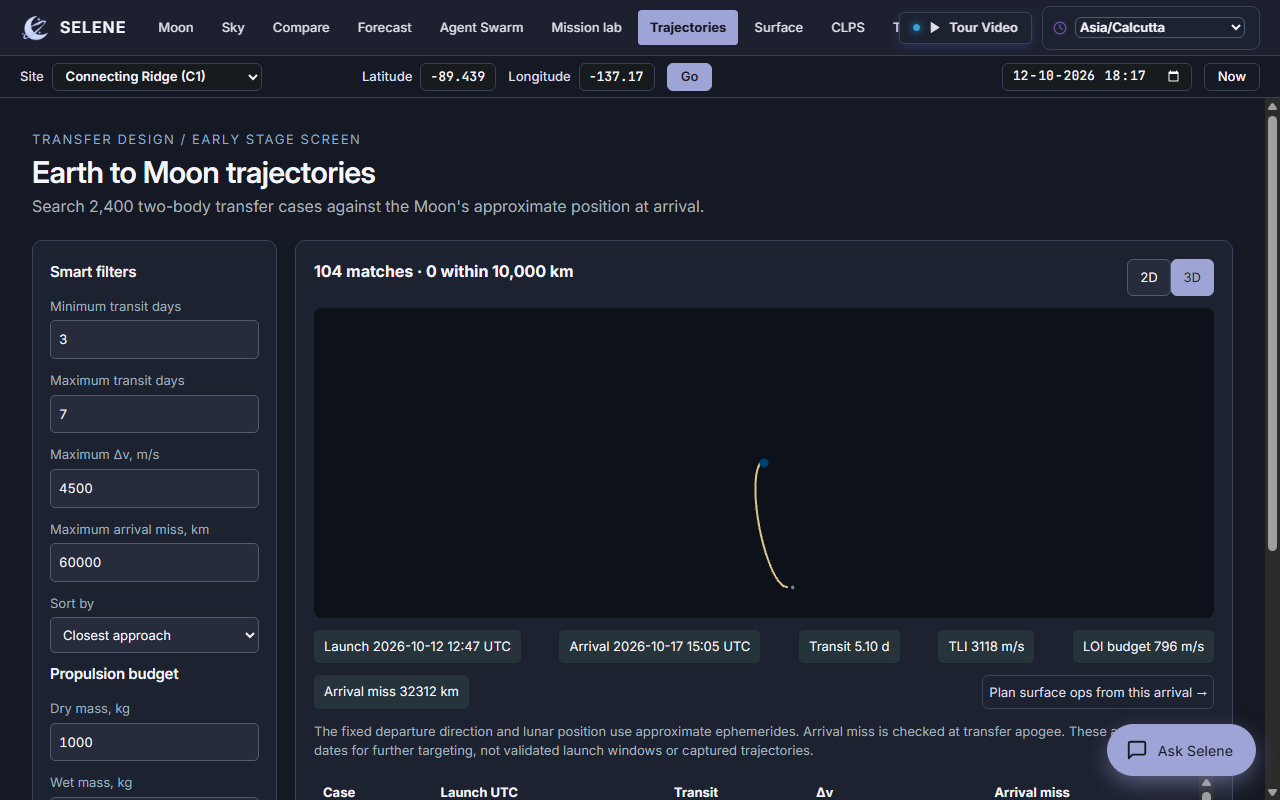 SELENE Moon Sky Compare Forecast Agent Swarm Mission lab Trajectories Surface CLPS Tour Video Asia/Calcutta
Site Connecting Ridge (C1) Latitude -89.439 Longitude -137.17 Go 12-10-2026 18:17 Now
TRANSFER DESIGN / EARLY STAGE SCREEN
Earth to Moon trajectories
Search 2,400 two-body transfer cases against the Moon's approximate position at arrival.
Smart filters
Minimum transit days
3
Maximum transit days
7
Maximum Δv, m/s
4500
Maximum arrival miss, km
60000
Sort by
Closest approach
Propulsion budget
Dry mass, kg
1000
Wet mass, kg
104 matches · 0 within 10,000 km
2D 3D
Launch 2026-10-12 12:47 UTC Arrival 2026-10-17 15:05 UTC Transit 5.10 d TLI 3118 m/s LOI budget 796 m/s
Arrival miss 32312 km Plan surface ops from this arrival →
The fixed departure direction and lunar position use approximate ephemerides. Arrival miss is checked at transfer apogee. These
dates for further targeting, not validated launch windows or captured trajectories.
Ask Selene
Case Launch UTC Transit Δv Arrival miss